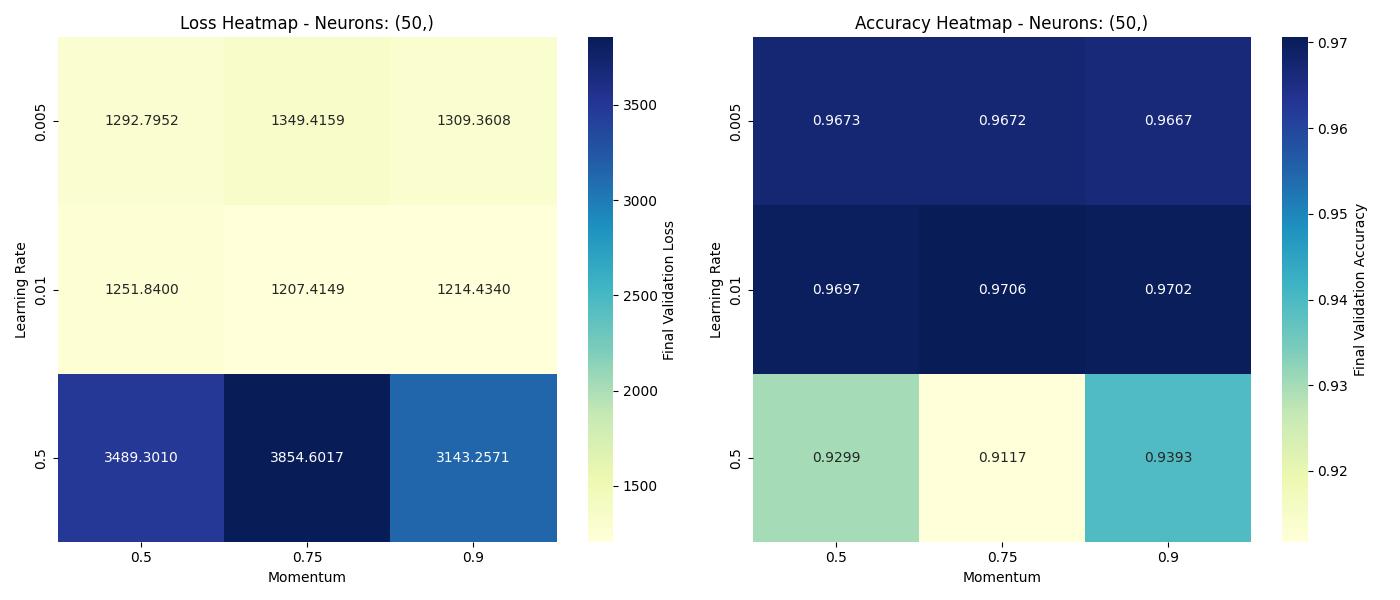 Loss Heatmap - Neurons: (50,)
Learning Rate
0.005
0.01
0.5
1292.7952 1349.4159 1309.3608
1251.8400 1207.4149 1214.4340
3489.3010 3854.6017 3143.2571
0.5 0.75 0.9
Momentum
3500
3000
2500
2000
1500
Final Validation Loss
Accuracy Heatmap - Neurons: (50,)
Learning Rate
0.005
0.01
0.5
0.9673 0.9672 0.9667
0.9697 0.9706 0.9702
0.9299 0.9117 0.9393
0.5 0.75 0.9
Momentum
0.97
0.96
0.95
0.94
0.93
0.92
Final Validation Accuracy